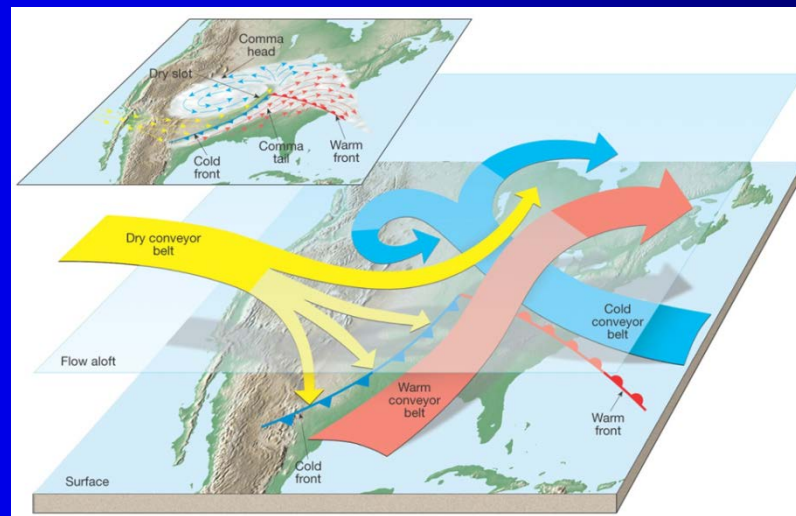 Comma
head
Dry slot
Cold
front
Comma
tail
Warm
front
Dry conveyor
belt
Cold
conveyor
belt
Flow aloft
Warm
conveyor
belt
Warm
front
Cold
front
Surface